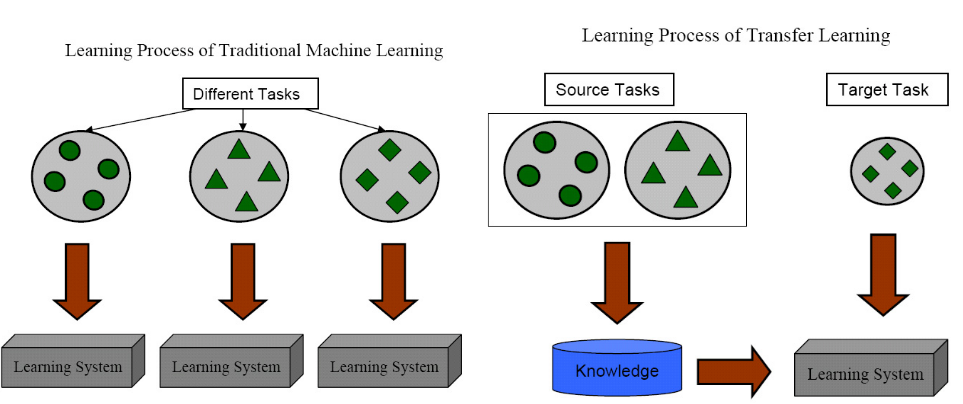 Learning Process of Traditional Machine Learning
Different Tasks
Learning System
Learning System
Learning System
Learning Process of Transfer Learning
Source Tasks
Target Task
Knowledge
Learning System